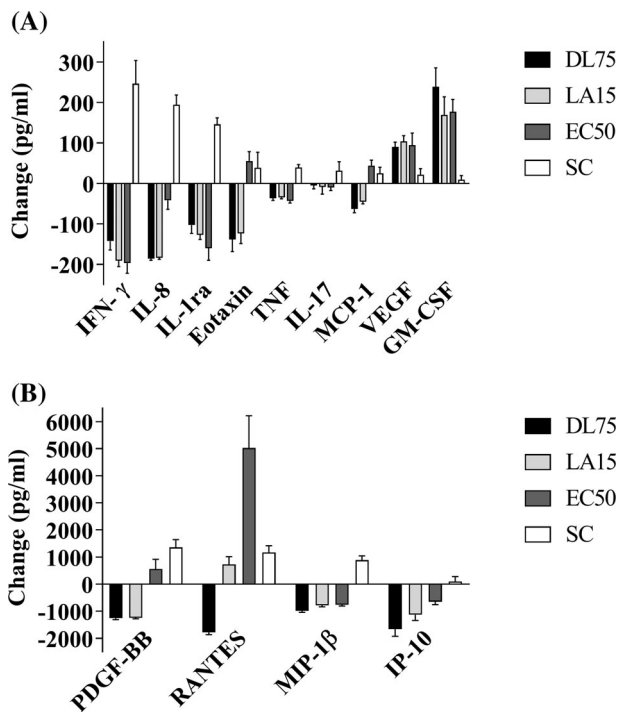 (A)
Change (pg/ml)
300
200
100
0
-100
-200
IFN- γ
IL-8
IL-1ra
Eotaxin
TNF
IL-17
MCP-1
VEGF
GM-CSF
DL75
LA15
EC50
SC
(B)
Change (pg/ml)
6000
5000
4000
3000
2000
1000
0
-1000
-2000
PDGF-BB
RANTES
MIP-1β
IP-10
DL75
LA15
EC50
SC